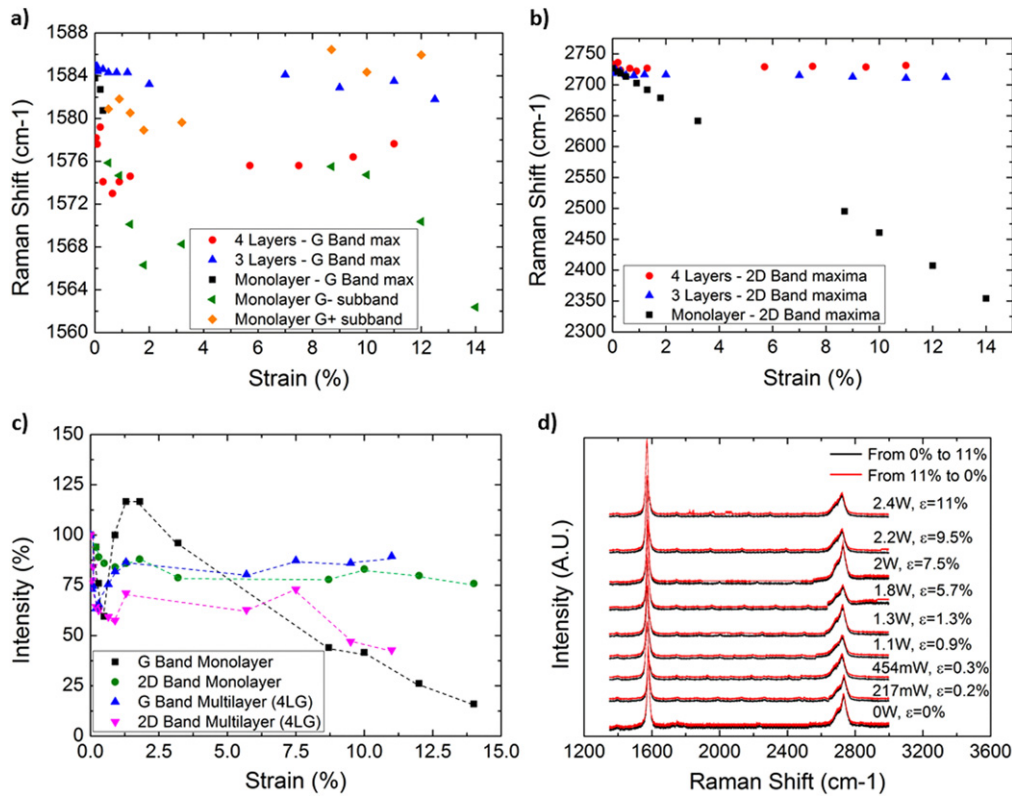 a)
1588
1584
1580
1576
1572
1568
1564
1560
Raman Shift (cm-1)
4 Layers - G Band max
3 Layers - G Band max
Monolayer - G Band max
Monolayer G- subband
Monolayer G+ subband
0 2 4 6 8 10 12 14
Strain (%)
b)
2750
2700
2650
2600
2500
2450
2400
2350
2300
Raman Shift (cm-1)
4 Layers - 2D Band maxima
3 Layers - 2D Band maxima
Monolayer - 2D Band maxima
0 2 4 6 8 10 12 14
Strain (%)
c)
150
125
100
75
50
25
0
Intensity (%)
G Band Monolayer
2D Band Monolayer
G Band Multilayer (4LG)
2D Band Multilayer (4LG)
0.0 2.5 5.0 7.5 10.0 12.5 15.0
Strain (%)
d)
Intensity (A.U.)
From 0% to 11%
From 11% to 0%
2.4W, ε=11%
2.2W, ε=9.5%
2W, ε=7.5%
1.8W, ε=5.7%
1.3W, ε=1.3%
1.1W, ε=0.9%
454mW, ε=0.3%
217mW, ε=0.2%
0W, ε=0%
1200 1600 2000 2400 2800 3200 3600
Raman Shift (cm-1)